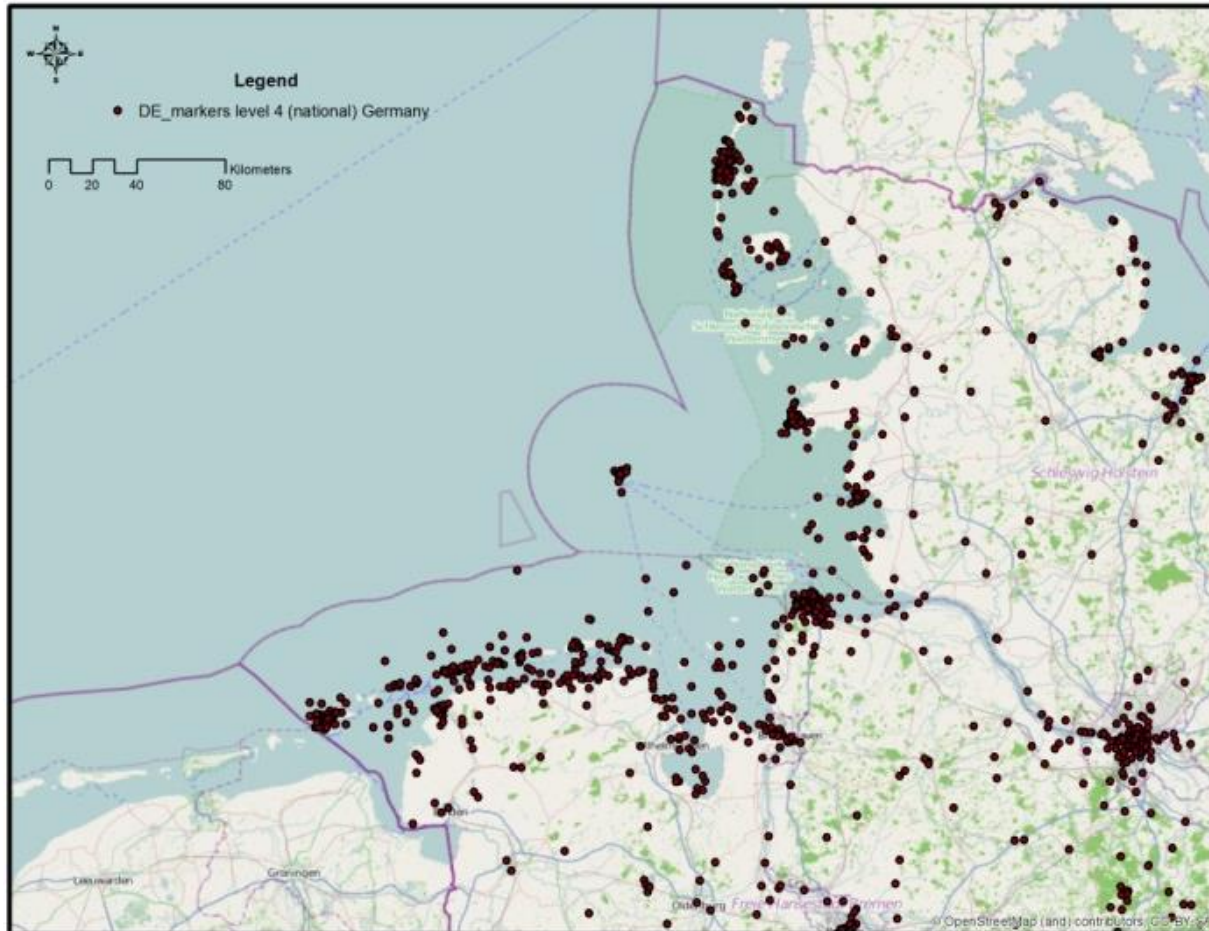 N
W E
S
Legend
DE_markers level 4 (national) Germany
Kilometers
0 20 40 80
Schleswig-Holstein
Emden
Leeuwarden
Groningen
Oldenburg
Freie Hansestadt Bremen
© OpenStreetMap (and) contributors, CC-BY-SA